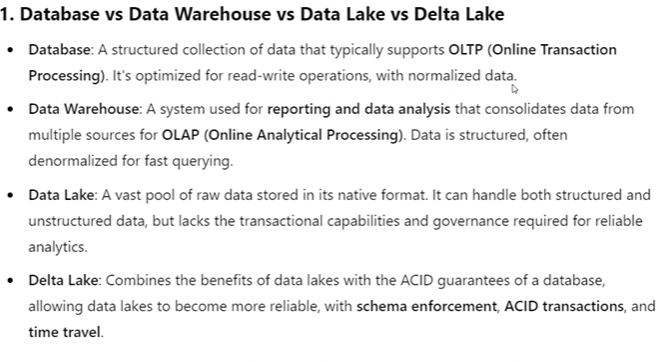 1. Database vs Data Warehouse vs Data Lake vs Delta Lake
• Database: A structured collection of data that typically supports OLTP (Online Transaction
Processing). It's optimized for read-write operations, with normalized data.
• Data Warehouse: A system used for reporting and data analysis that consolidates data from
multiple sources for OLAP (Online Analytical Processing). Data is structured, often
denormalized for fast querying.
• Data Lake: A vast pool of raw data stored in its native format. It can handle both structured and
unstructured data, but lacks the transactional capabilities and governance required for reliable
analytics.
• Delta Lake: Combines the benefits of data lakes with the ACID guarantees of a database,
allowing data lakes to become more reliable, with schema enforcement, ACID transactions, and
time travel.